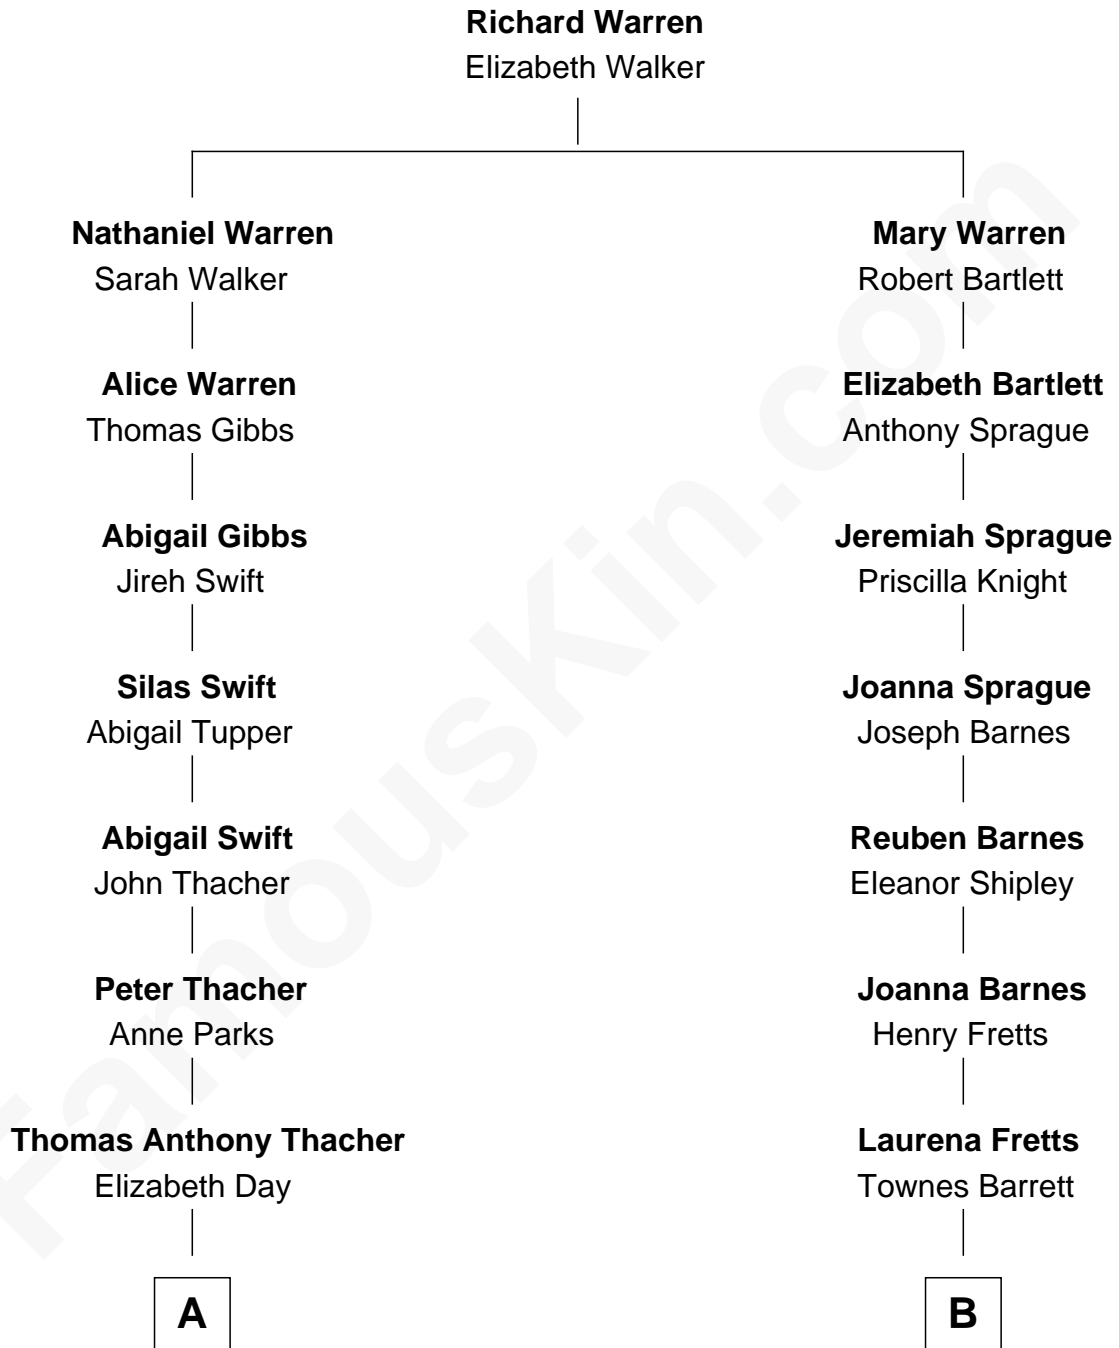 Richard Warren
Elizabeth Walker
Nathaniel Warren
Sarah Walker
Mary Warren
Robert Bartlett
Alice Warren
Thomas Gibbs
Elizabeth Bartlett
Anthony Sprague
Abigail Gibbs
Jireh Swift
Jeremiah Sprague
Priscilla Knight
Silas Swift
Abigail Tupper
Joanna Sprague
Joseph Barnes
Abigail Swift
John Thacher
Reuben Barnes
Eleanor Shipley
Peter Thacher
Anne Parks
Joanna Barnes
Henry Fretts
Thomas Anthony Thacher
Elizabeth Day
Laurena Fretts
Townes Barrett
A
B
FamousKin.com